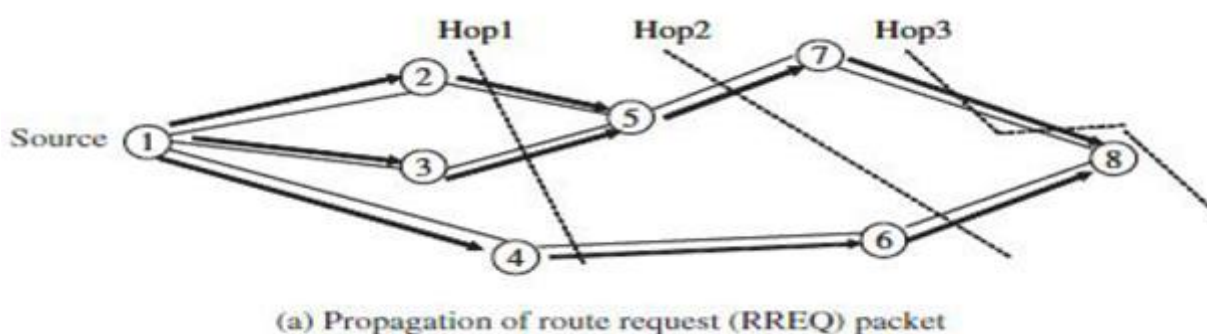 Hop1 Hop2 Hop3
2 7
Source 1 5
3 8
4 6
(a) Propagation of route request (RREQ) packet